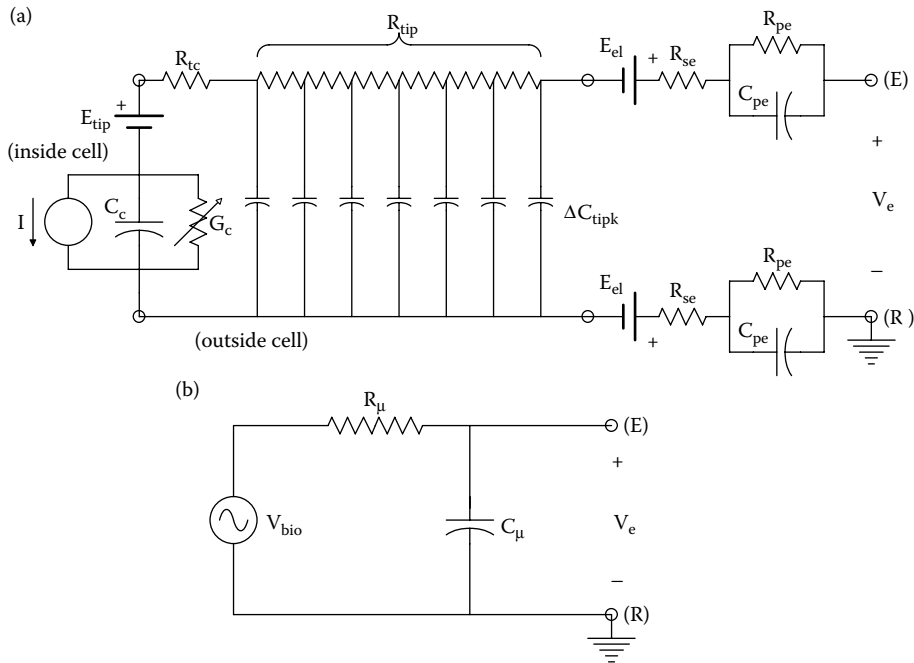 (a)
R_tip
R_tc
E_el
+
R_se
R_pe
C_pe
(E)
+
E_tip
(inside cell)
I
C_c
G_c
ΔC_tipk
+
V_e
−
E_el
+
R_se
R_pe
C_pe
(R )
(outside cell)
(b)
R_μ
(E)
+
V_bio
C_μ
V_e
−
(R)